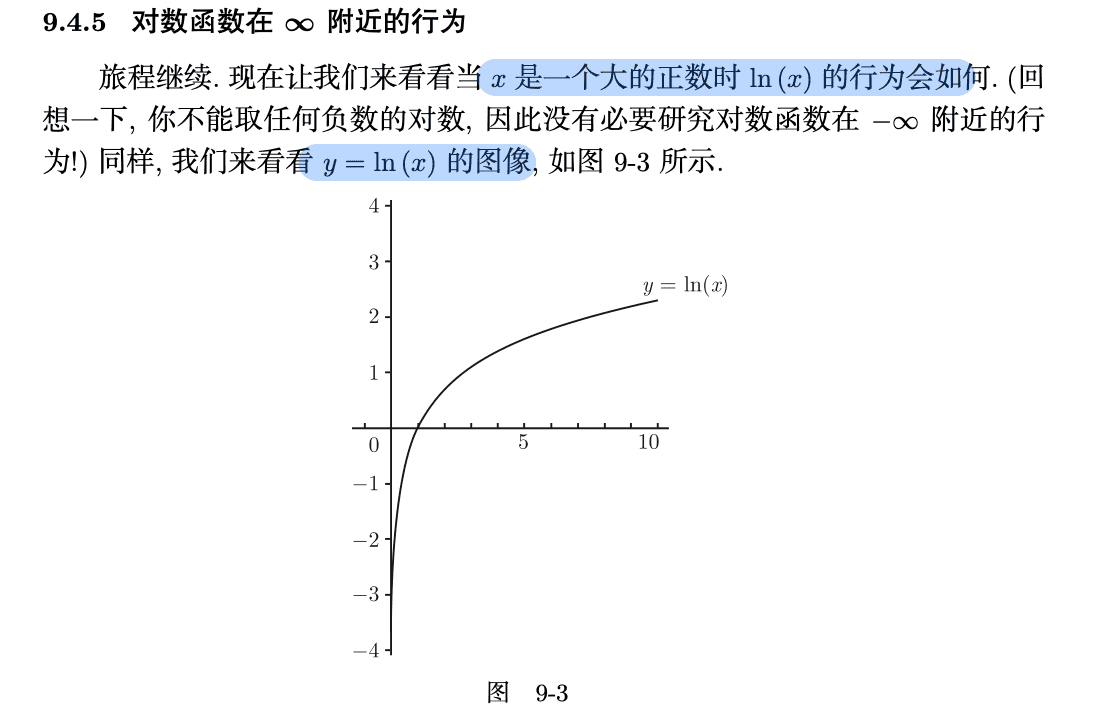 9.4.5 对数函数在 ∞ 附近的行为
旅程继续. 现在让我们来看看当 x 是一个大的正数时 ln (x) 的行为会如何. (回
想一下, 你不能取任何负数的对数, 因此没有必要研究对数函数在 −∞ 附近的行
为!) 同样, 我们来看看 y = ln (x) 的图像, 如图 9-3 所示.
4
3
y = ln(x)
2
1
0
5
10
−1
−2
−3
−4
图 9-3